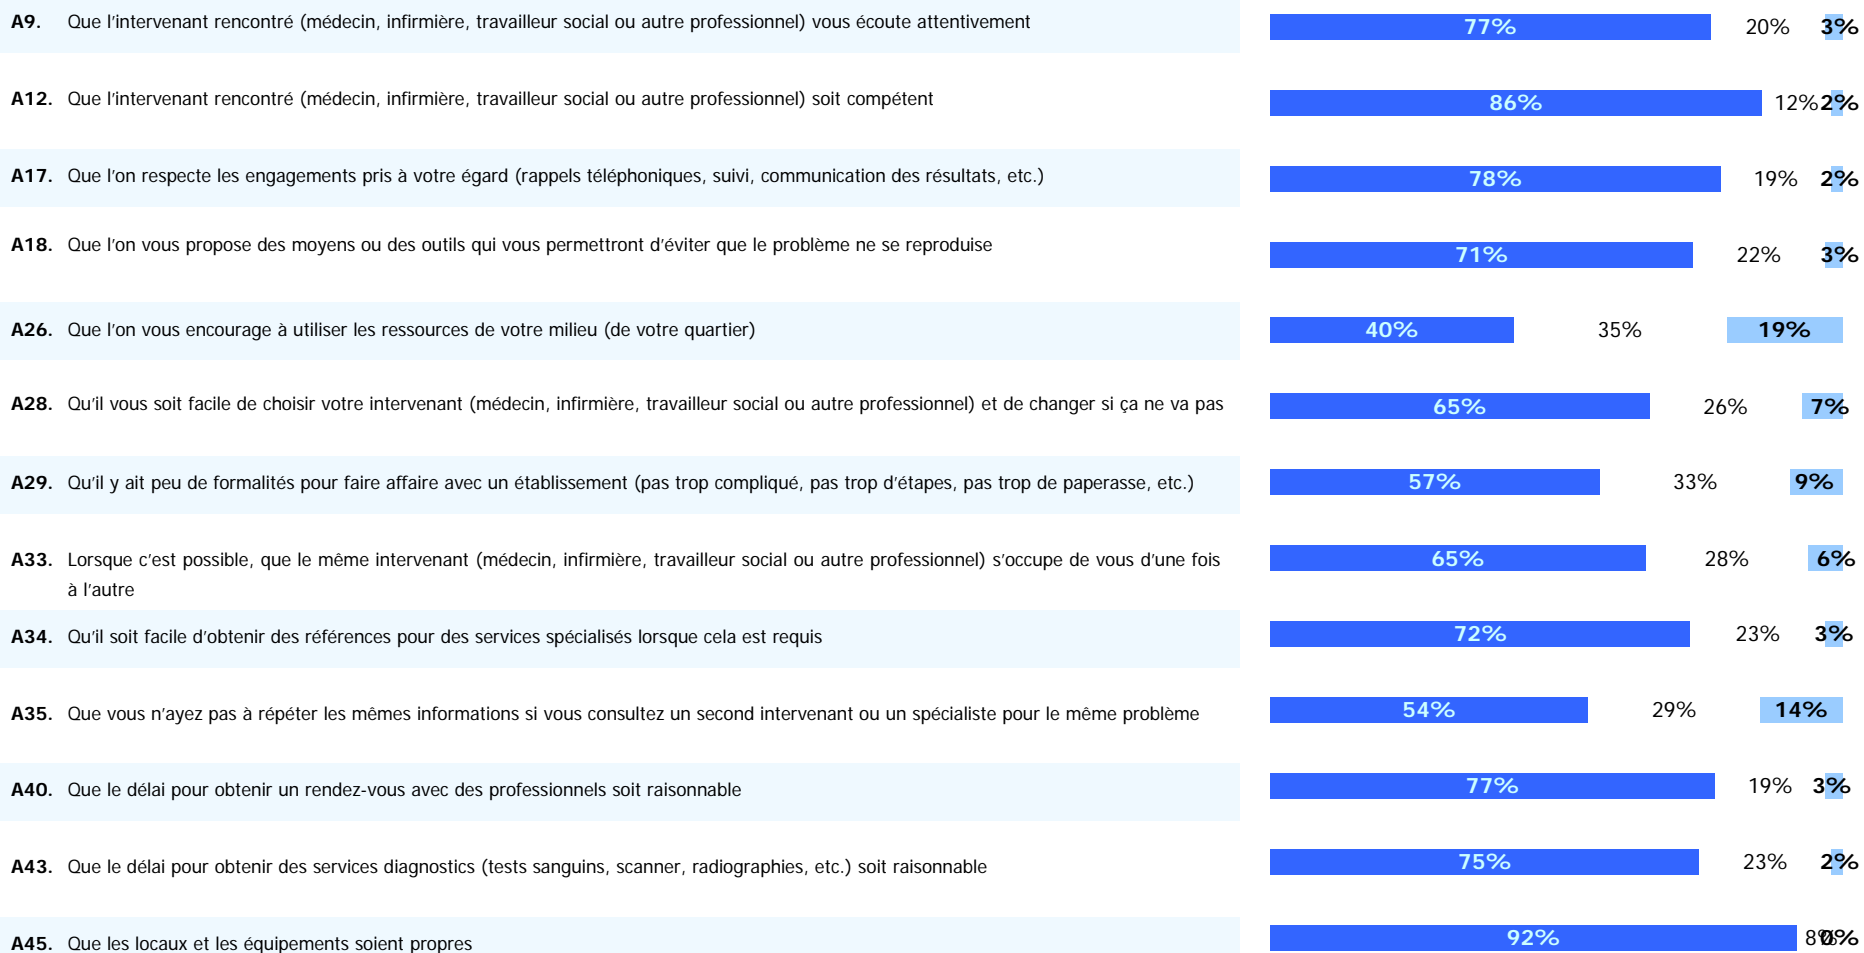 A9. Que l'intervenant rencontré (médecin, infirmière, travailleur social ou autre professionnel) vous écoute attentivement 77% 20% 3%
A12. Que l'intervenant rencontré (médecin, infirmière, travailleur social ou autre professionnel) soit compétent 86% 12% 2%
A17. Que l'on respecte les engagements pris à votre égard (rappels téléphoniques, suivi, communication des résultats, etc.) 78% 19% 2%
A18. Que l'on vous propose des moyens ou des outils qui vous permettront d'éviter que le problème ne se reproduise 71% 22% 3%
A26. Que l'on vous encourage à utiliser les ressources de votre milieu (de votre quartier) 40% 35% 19%
A28. Qu'il vous soit facile de choisir votre intervenant (médecin, infirmière, travailleur social ou autre professionnel) et de changer si ça ne va pas 65% 26% 7%
A29. Qu'il y ait peu de formalités pour faire affaire avec un établissement (pas trop compliqué, pas trop d'étapes, pas trop de paperasse, etc.) 57% 33% 9%
A33. Lorsque c'est possible, que le même intervenant (médecin, infirmière, travailleur social ou autre professionnel) s'occupe de vous d'une fois 65% 28% 6%
à l'autre
A34. Qu'il soit facile d'obtenir des références pour des services spécialisés lorsque cela est requis 72% 23% 3%
A35. Que vous n'ayez pas à répéter les mêmes informations si vous consultez un second intervenant ou un spécialiste pour le même problème 54% 29% 14%
A40. Que le délai pour obtenir un rendez-vous avec des professionnels soit raisonnable 77% 19% 3%
A43. Que le délai pour obtenir des services diagnostics (tests sanguins, scanner, radiographies, etc.) soit raisonnable 75% 23% 2%
A45. Que les locaux et les équipements soient propres 92% 8% 0%